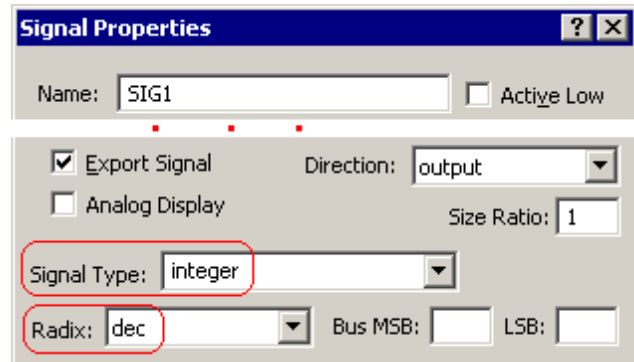 Signal Properties ? X
Name: SIG1 Active Low
Export Signal Direction: output
Analog Display Size Ratio: 1
Signal Type: integer
Radix: dec Bus MSB: LSB: